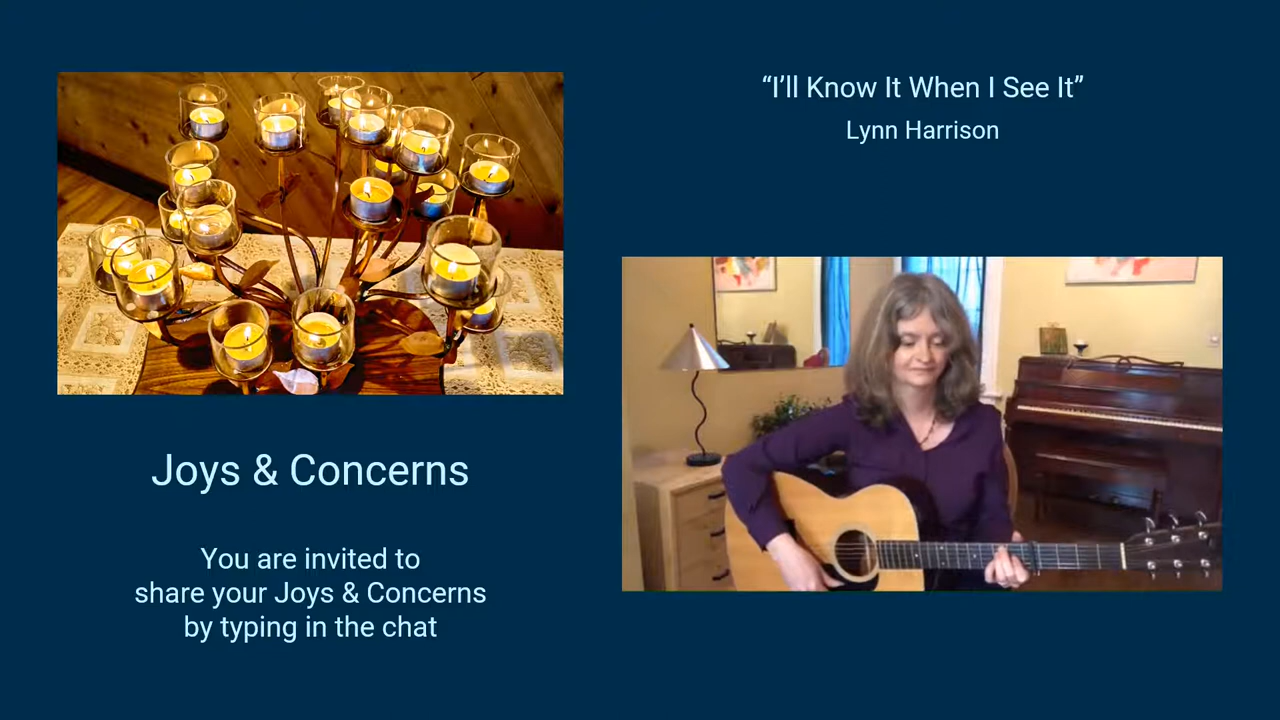 “I’ll Know It When I See It”
Lynn Harrison
Joys & Concerns
You are invited to
share your Joys & Concerns
by typing in the chat